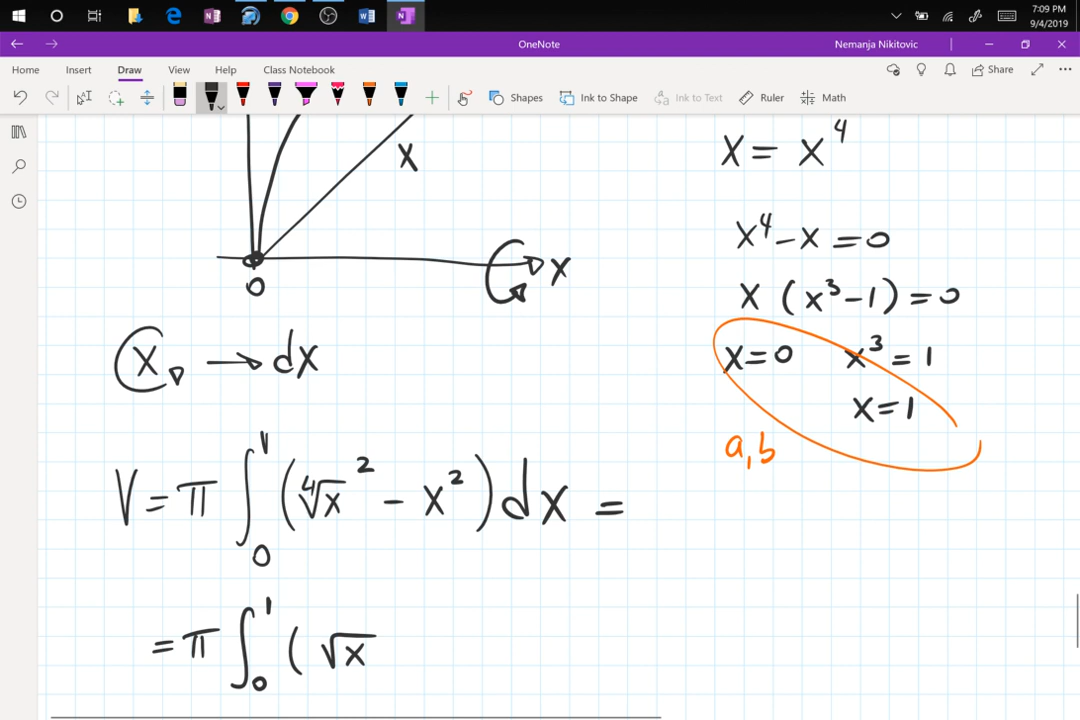 7:09 PM
9/4/2019
OneNote
Nemanja Nikitovic
Home Insert Draw View Help Class Notebook Share
Shapes Ink to Shape Ink to Text Ruler Math
X
0
X
X → dx
V = π ∫₀¹ (∜x ² − x²) dx =
= π ∫₀¹ ( √x
x = x⁴
x⁴ − x = 0
x (x³ − 1) = 0
x = 0 x³ = 1
x = 1
a, b